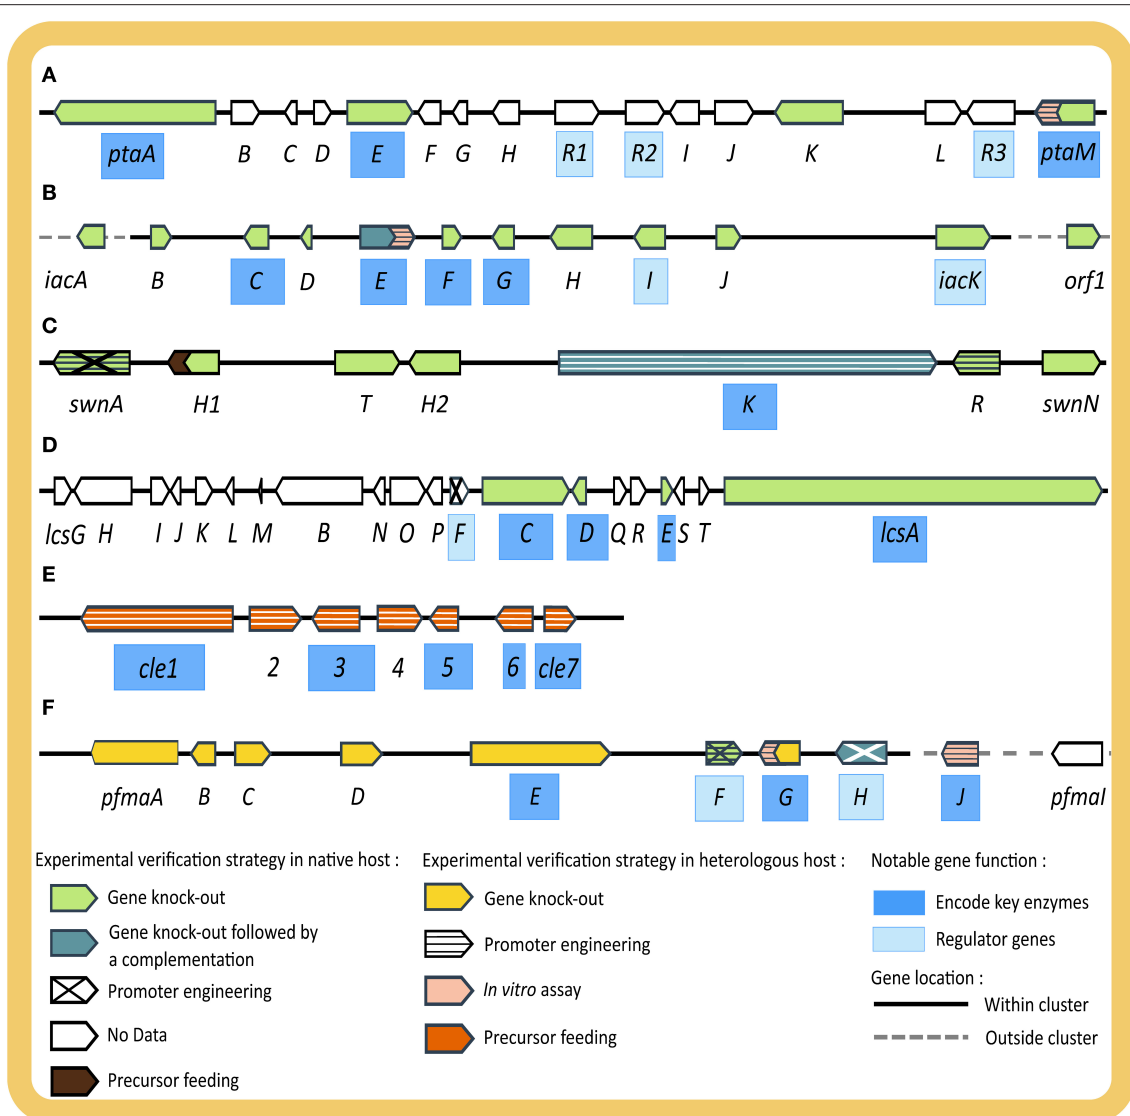 A
ptaA B C D E F G H R1 R2 I J K L R3 ptaM
B
iacA B C D E F G H I J iacK orf1
C
swnA H1 T H2 K R swnN
D
lcsG H I J K L M B N O P F C D Q R E S T lcsA
E
cle1 2 3 4 5 6 cle7
F
pfmaA B C D E F G H J pfmaI
Experimental verification strategy in native host :
Gene knock-out
Gene knock-out followed by
a complementation
Promoter engineering
No Data
Precursor feeding
Experimental verification strategy in heterologous host :
Gene knock-out
Promoter engineering
In vitro assay
Precursor feeding
Notable gene function :
Encode key enzymes
Regulator genes
Gene location :
Within cluster
Outside cluster